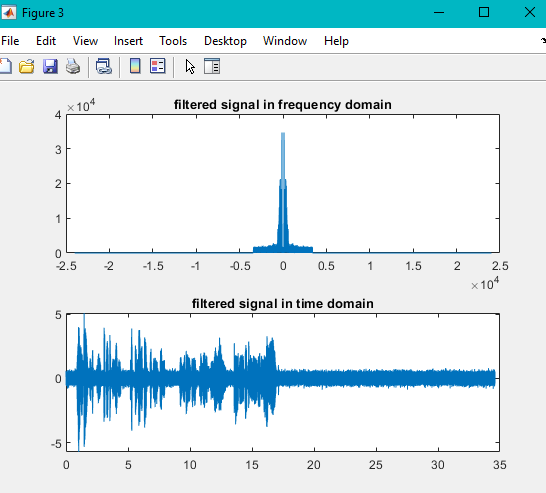 Figure 3
File Edit View Insert Tools Desktop Window Help
filtered signal in frequency domain
×10^4
4
3
2
1
0
-2.5 -2 -1.5 -1 -0.5 0 0.5 1 1.5 2 2.5
×10^4
filtered signal in time domain
5
0
-5
0 5 10 15 20 25 30 35